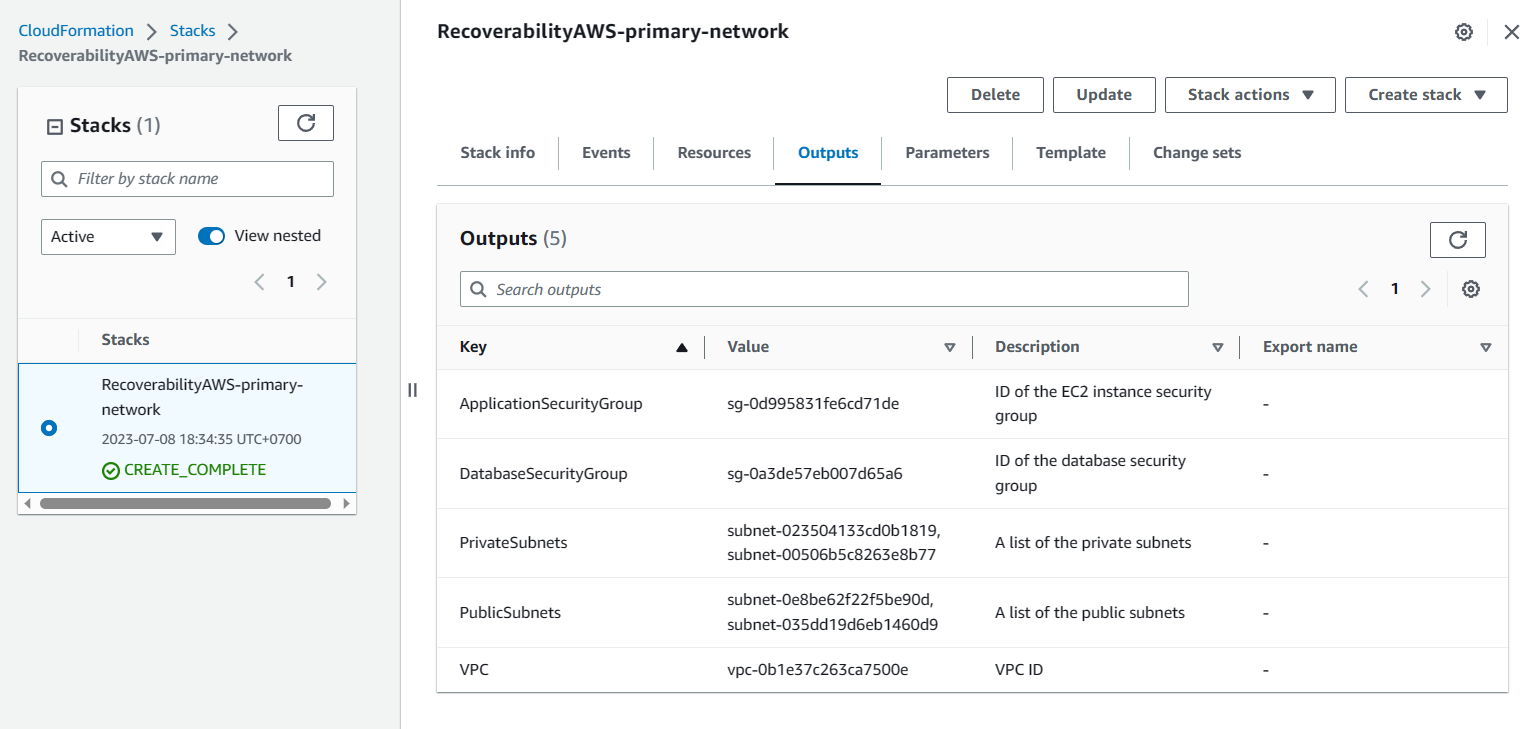 CloudFormation
Stacks
RecoverabilityAWS-primary-network
Stacks (1)
Filter by stack name
Active
View nested
1
Stacks
RecoverabilityAWS-primary-
network
2023-07-08 18:34:35 UTC+0700
CREATE_COMPLETE
RecoverabilityAWS-primary-network
Delete
Update
Stack actions
Create stack
Stack info
Events
Resources
Outputs
Parameters
Template
Change sets
Outputs (5)
Search outputs
1
Key
Value
Description
Export name
ApplicationSecurityGroup
sg-0d995831fe6cd71de
ID of the EC2 instance security
group
-
DatabaseSecurityGroup
sg-0a3de57eb007d65a6
ID of the database security
group
-
PrivateSubnets
subnet-023504133cd0b1819,
subnet-00506b5c8263e8b77
A list of the private subnets
-
PublicSubnets
subnet-0e8be62f22f5be90d,
subnet-035dd19d6eb1460d9
A list of the public subnets
-
VPC
vpc-0b1e37c263ca7500e
VPC ID
-